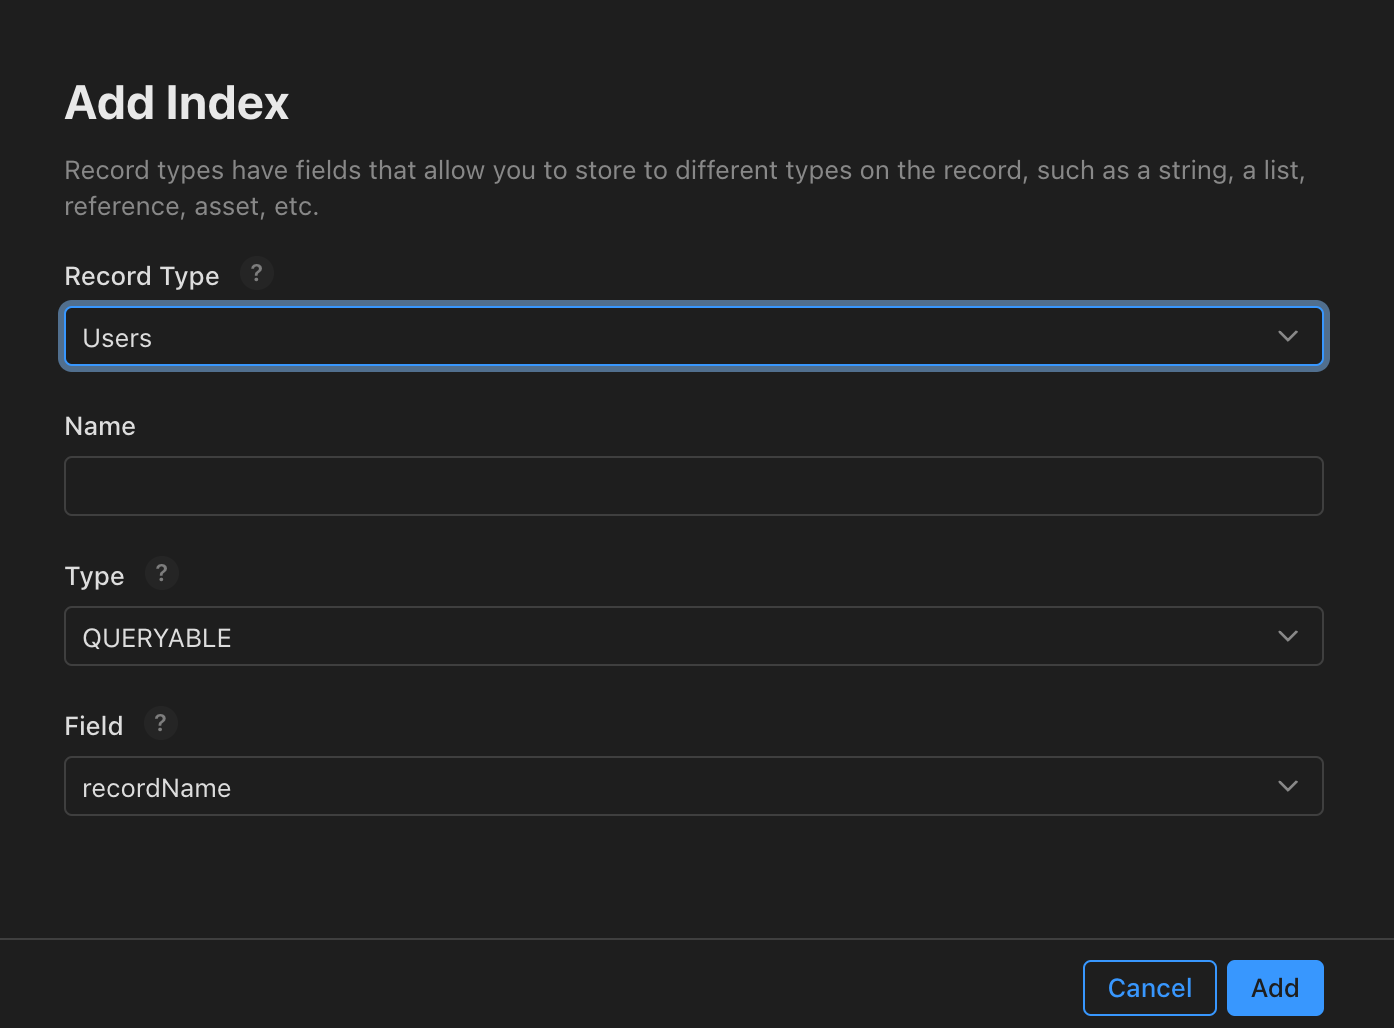 Add Index
Record types have fields that allow you to store to different types on the record, such as a string, a list,
reference, asset, etc.
Record Type ?
Users
Name
Type ?
QUERYABLE
Field ?
recordName
Cancel Add